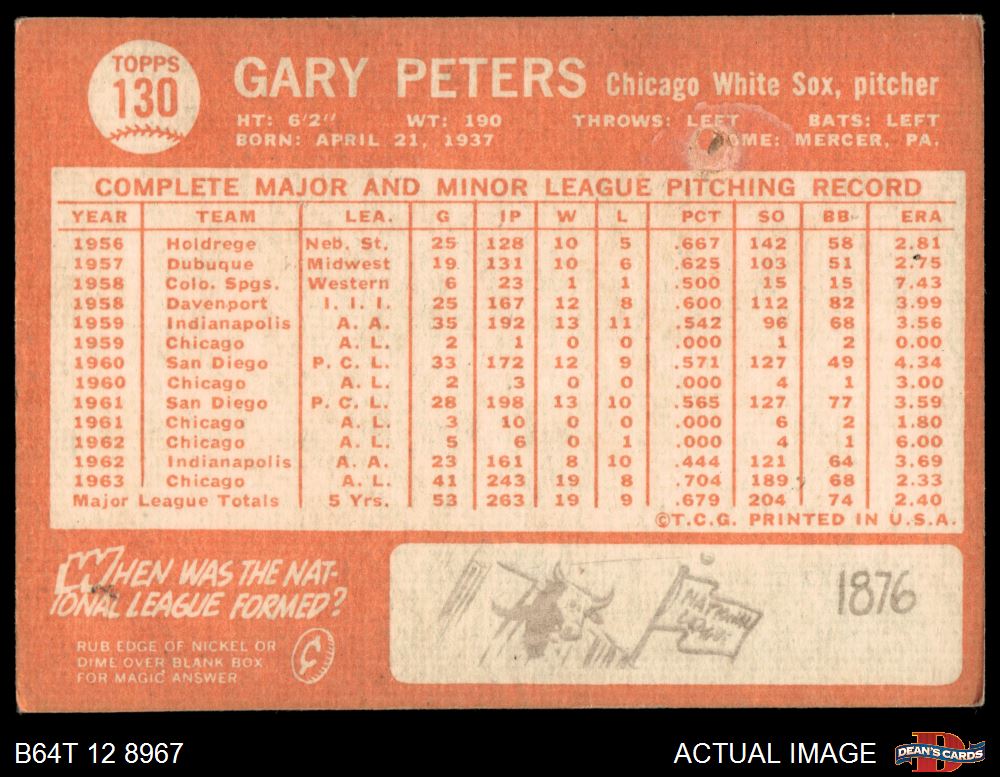 TOPPS
130
GARY PETERS Chicago White Sox, pitcher
HT: 6'2" WT: 190 THROWS: LEFT BATS: LEFT
BORN: APRIL 21, 1937 OME: MERCER, PA.
COMPLETE MAJOR AND MINOR LEAGUE PITCHING RECORD
YEAR TEAM LEA. G IP W L PCT SO BB ERA
1956 Holdrege Neb. St. 25 128 10 5 .667 142 58 2.81
1957 Dubuque Midwest 19 131 10 6 .625 103 51 2.75
1958 Colo. Spgs. Western 6 23 1 1 .500 15 15 7.43
1958 Davenport I. I. I. 25 167 12 8 .600 112 82 3.99
1959 Indianapolis A. A. 35 192 13 11 .542 96 68 3.56
1959 Chicago A. L. 2 1 0 0 .000 1 2 0.00
1960 San Diego P. C. L. 33 172 12 9 .571 127 49 4.34
1960 Chicago A. L. 2 3 0 0 .000 4 1 3.00
1961 San Diego P. C. L. 28 198 13 10 .565 127 77 3.59
1961 Chicago A. L. 3 10 0 0 .000 6 2 1.80
1962 Chicago A. L. 5 6 0 1 .000 4 1 6.00
1962 Indianapolis A. A. 23 161 8 10 .444 121 64 3.69
1963 Chicago A. L. 41 243 19 8 .704 189 68 2.33
Major League Totals 5 Yrs. 53 263 19 9 .679 204 74 2.40
©T.C.G. PRINTED IN U.S.A.
WHEN WAS THE NAT-
IONAL LEAGUE FORMED?
RUB EDGE OF NICKEL OR
DIME OVER BLANK BOX
FOR MAGIC ANSWER
NATIONAL
LEAGUE
1876
B64T 12 8967
ACTUAL IMAGE
DEAN'S CARDS